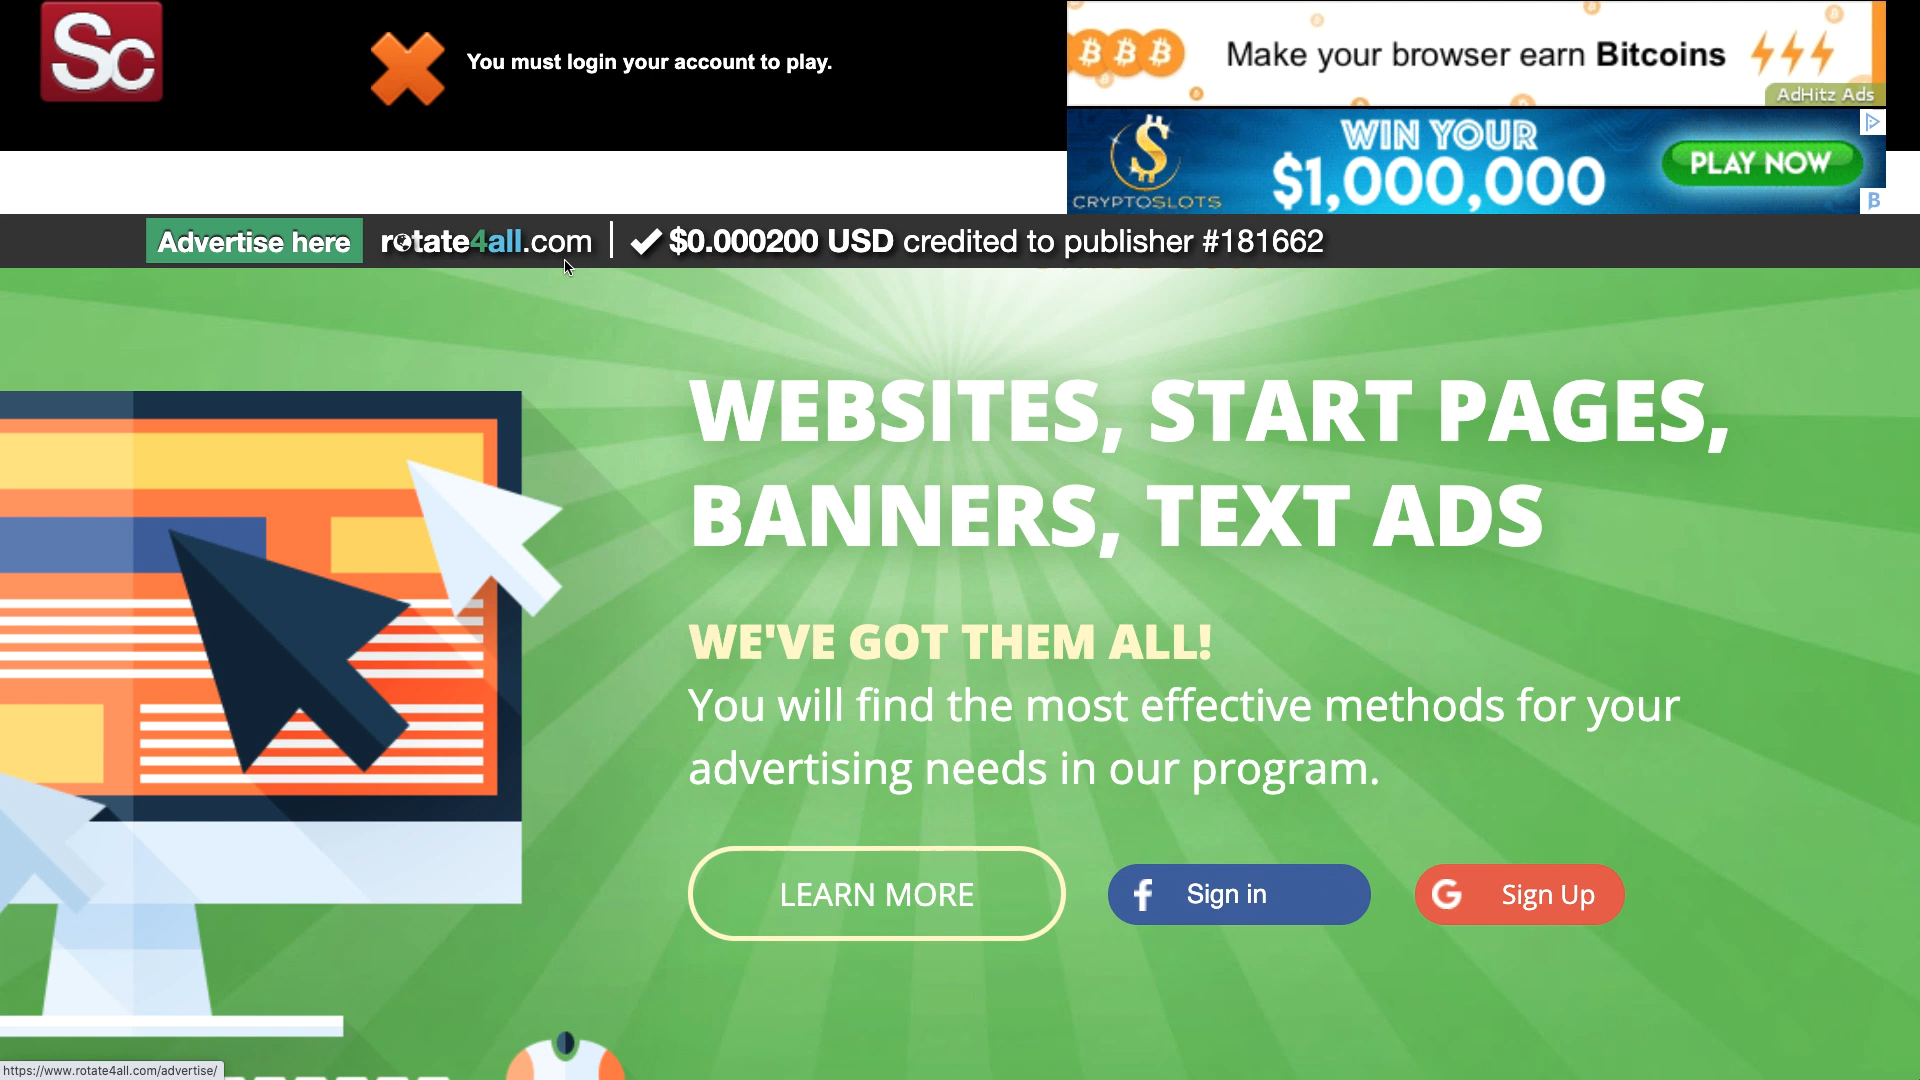 Sc
You must login your account to play.
Make your browser earn Bitcoins
AdHitz Ads
WIN YOUR
$1,000,000
PLAY NOW
CRYPTOSLOTS
B
Advertise here
rotate4all.com
$0.000200 USD credited to publisher #181662
WEBSITES, START PAGES,
BANNERS, TEXT ADS
WE'VE GOT THEM ALL!
You will find the most effective methods for your
advertising needs in our program.
LEARN MORE
f Sign in
G Sign Up
https://www.rotate4all.com/advertise/